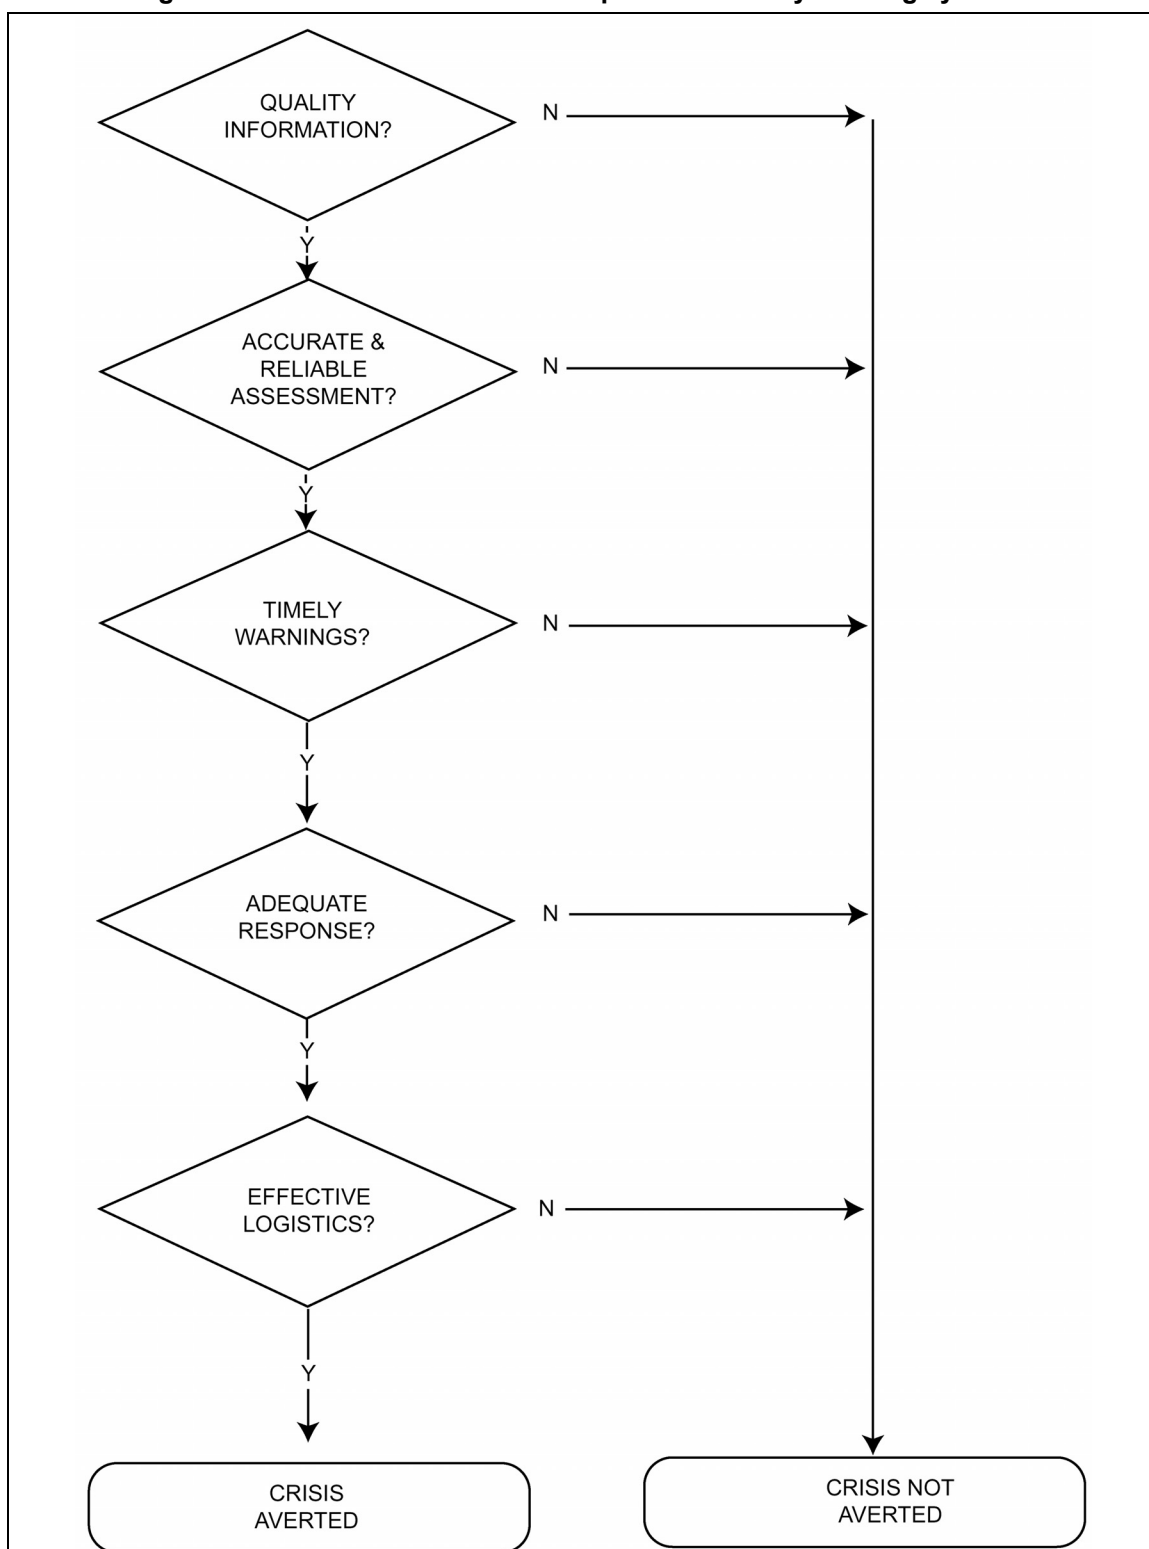 QUALITY
INFORMATION?
N
Y
ACCURATE &
RELIABLE
ASSESSMENT?
N
Y
TIMELY
WARNINGS?
N
Y
ADEQUATE
RESPONSE?
N
Y
EFFECTIVE
LOGISTICS?
N
Y
CRISIS
AVERTED
CRISIS NOT
AVERTED